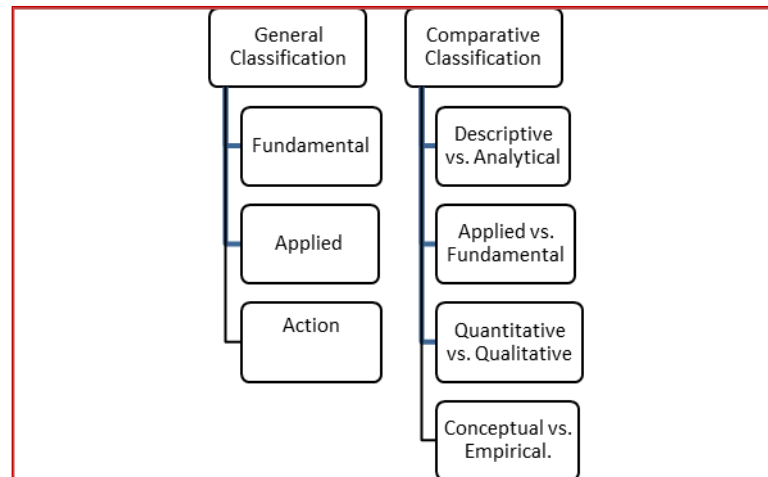 General
Classification
Fundamental
Applied
Action
Comparative
Classification
Descriptive
vs. Analytical
Applied vs.
Fundamental
Quantitative
vs. Qualitative
Conceptual vs.
Empirical.